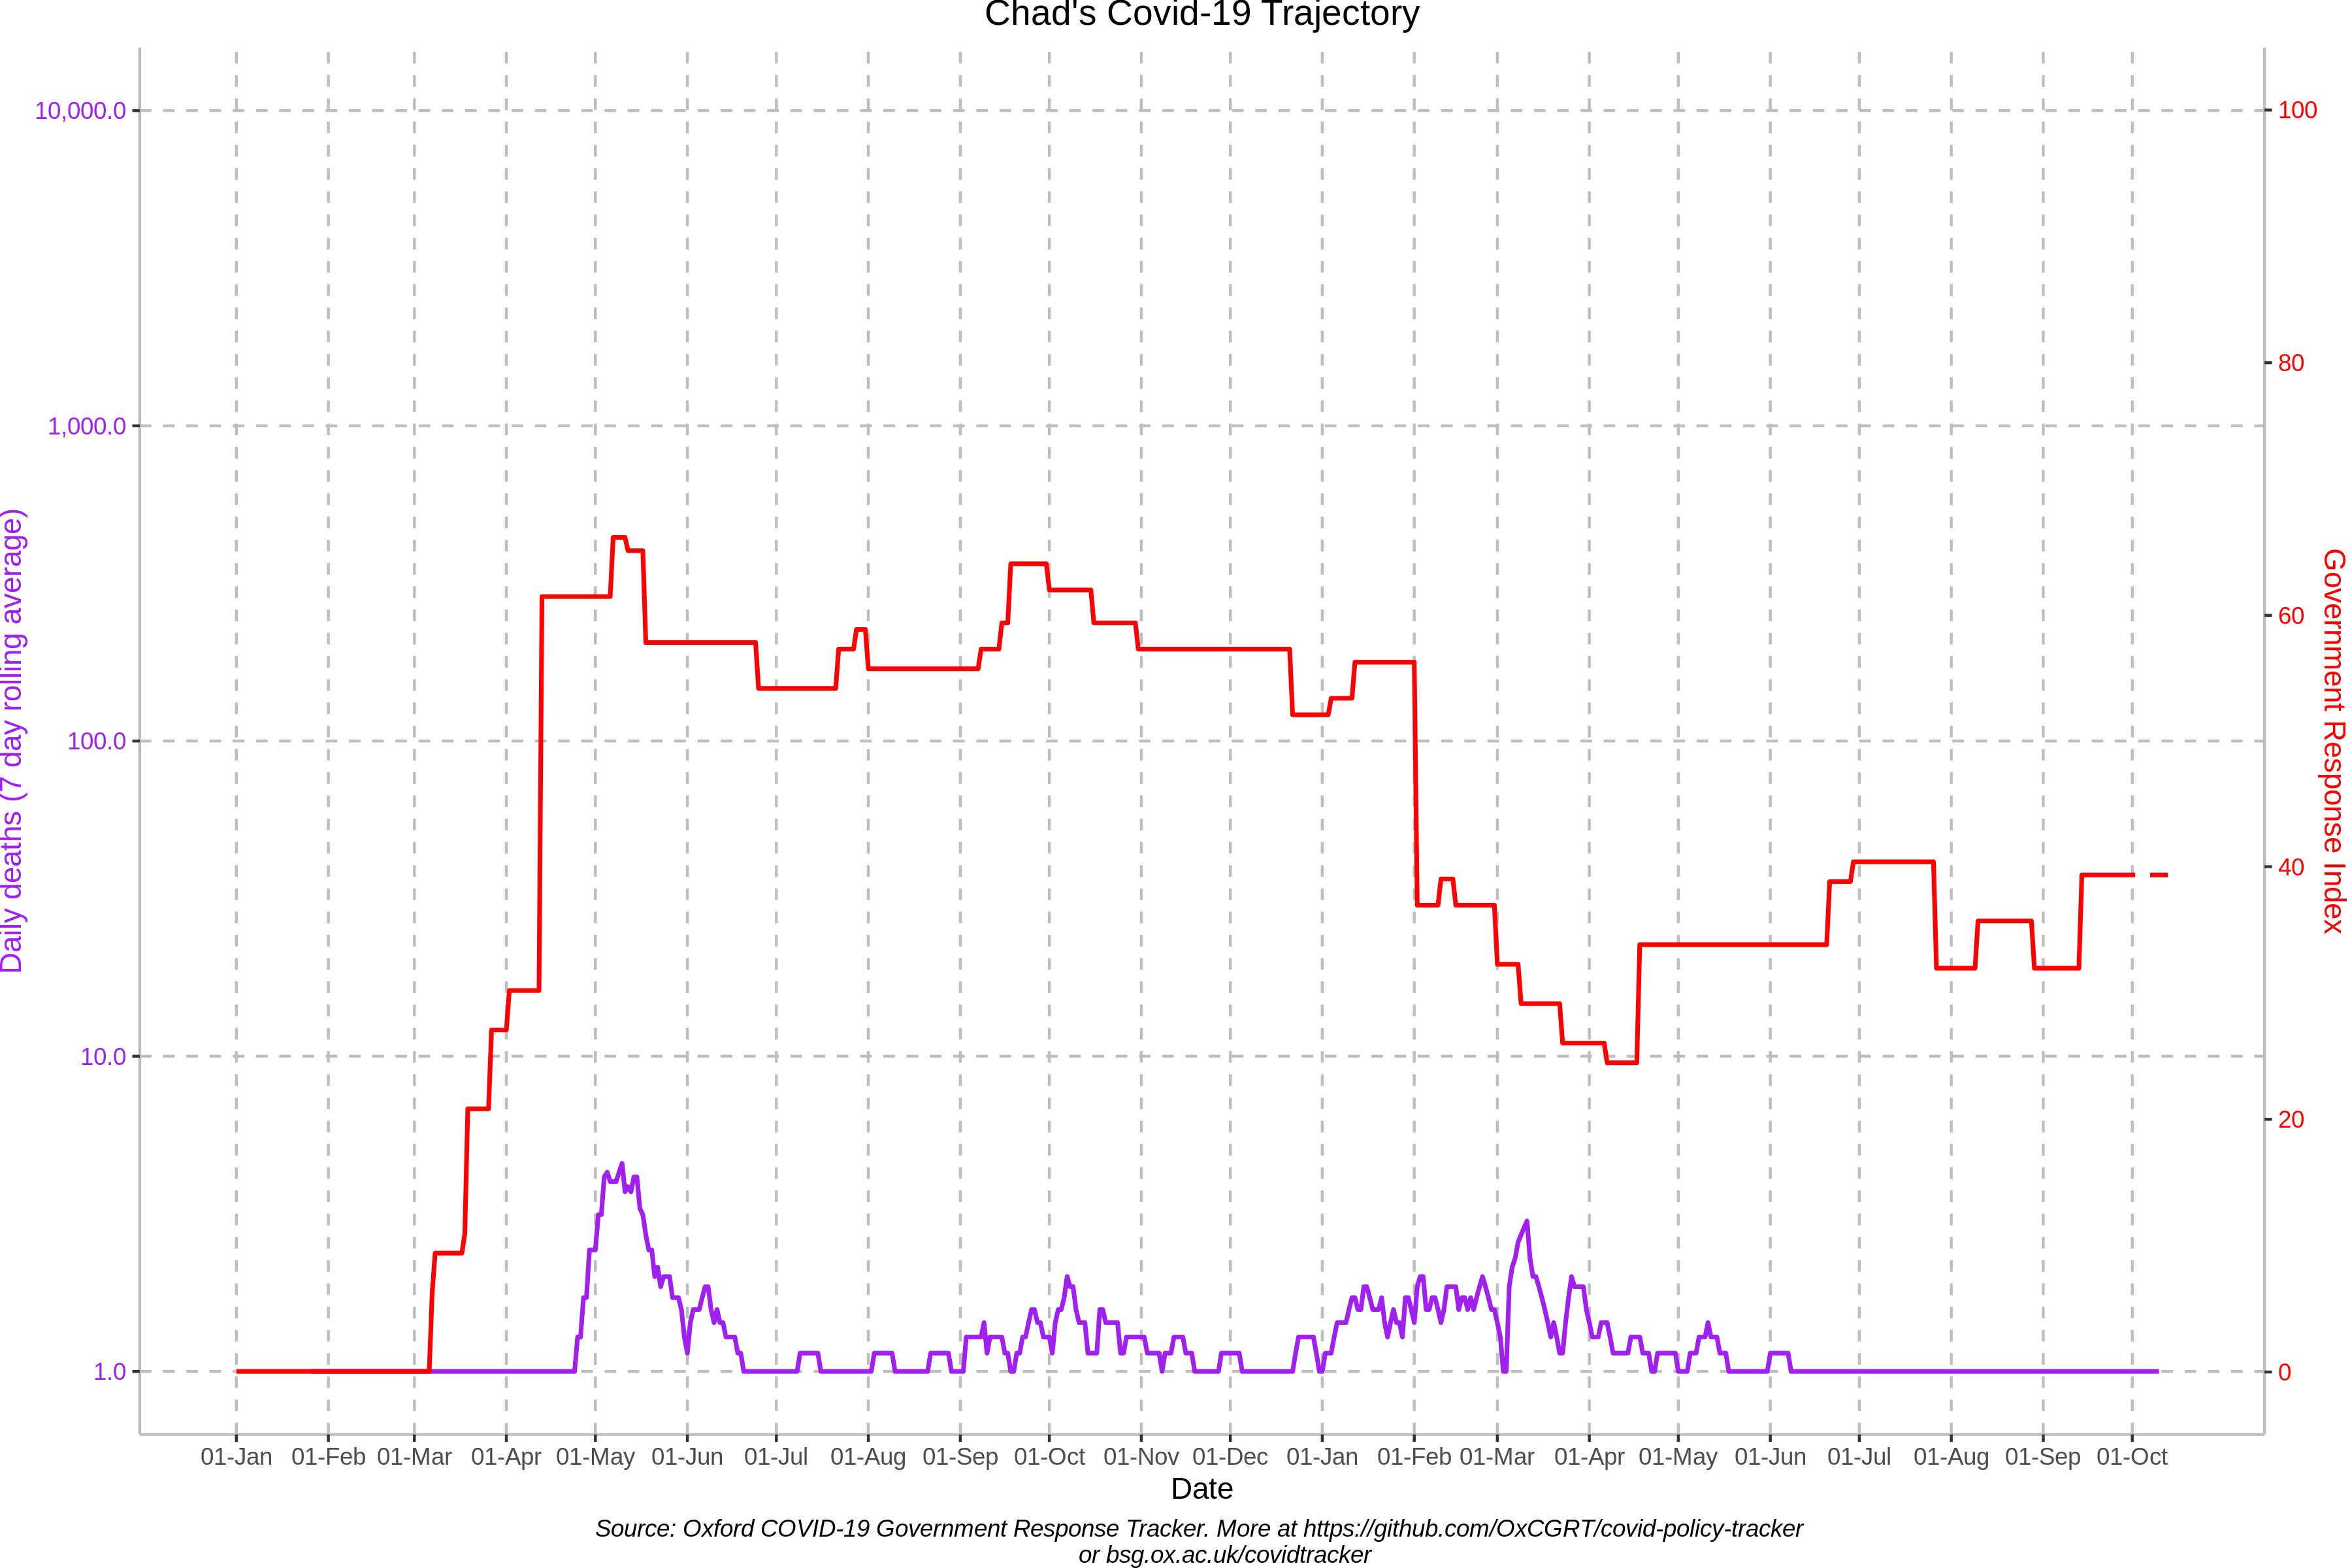 Chad's Covid-19 Trajectory
10,000.0
1,000.0
100.0
10.0
1.0
Daily deaths (7 day rolling average)
100
80
60
40
20
0
Government Response Index
01-Jan 01-Feb 01-Mar 01-Apr 01-May 01-Jun 01-Jul 01-Aug 01-Sep 01-Oct 01-Nov 01-Dec 01-Jan 01-Feb 01-Mar 01-Apr 01-May 01-Jun 01-Jul 01-Aug 01-Sep 01-Oct
Date
Source: Oxford COVID-19 Government Response Tracker. More at https://github.com/OxCGRT/covid-policy-tracker
or bsg.ox.ac.uk/covidtracker